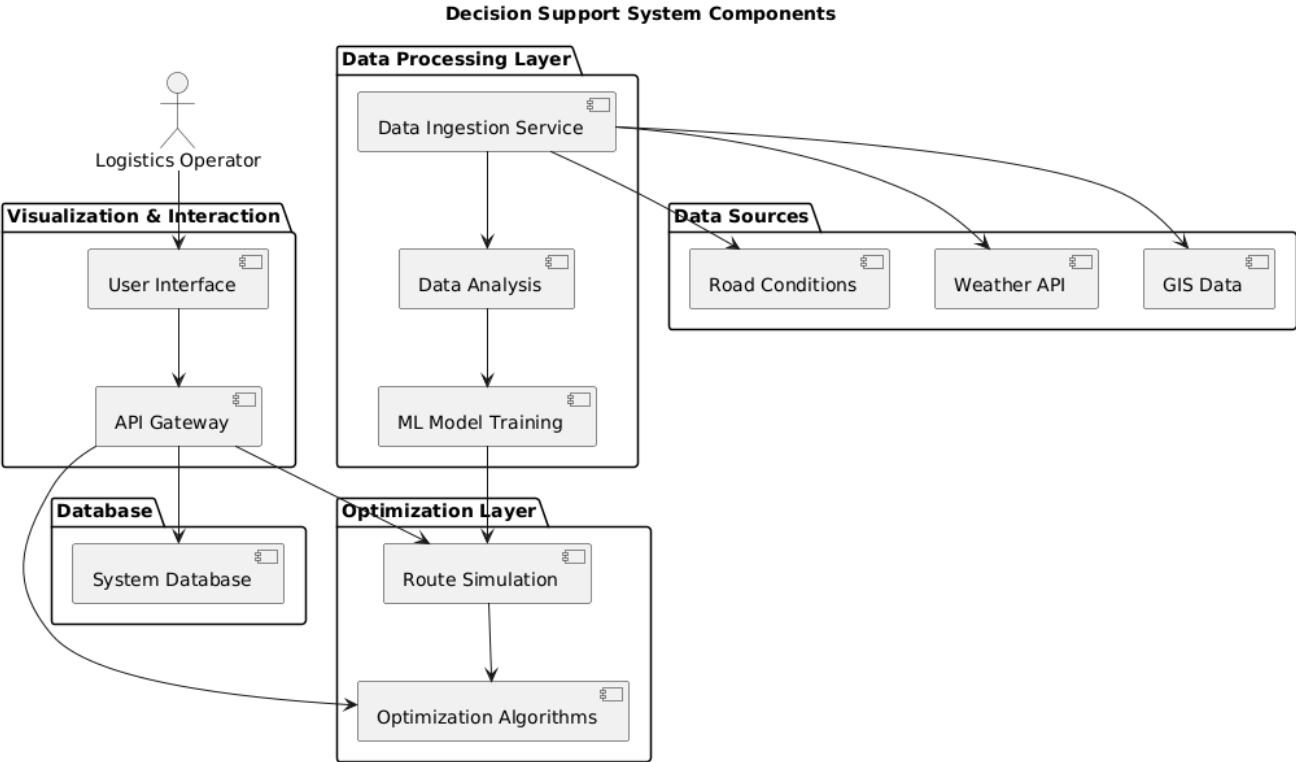 Decision Support System Components
Data Processing Layer
Data Ingestion Service
Logistics Operator
Visualization & Interaction
Data Sources
User Interface
Data Analysis
Road Conditions
Weather API
GIS Data
API Gateway
ML Model Training
Database
Optimization Layer
System Database
Route Simulation
Optimization Algorithms